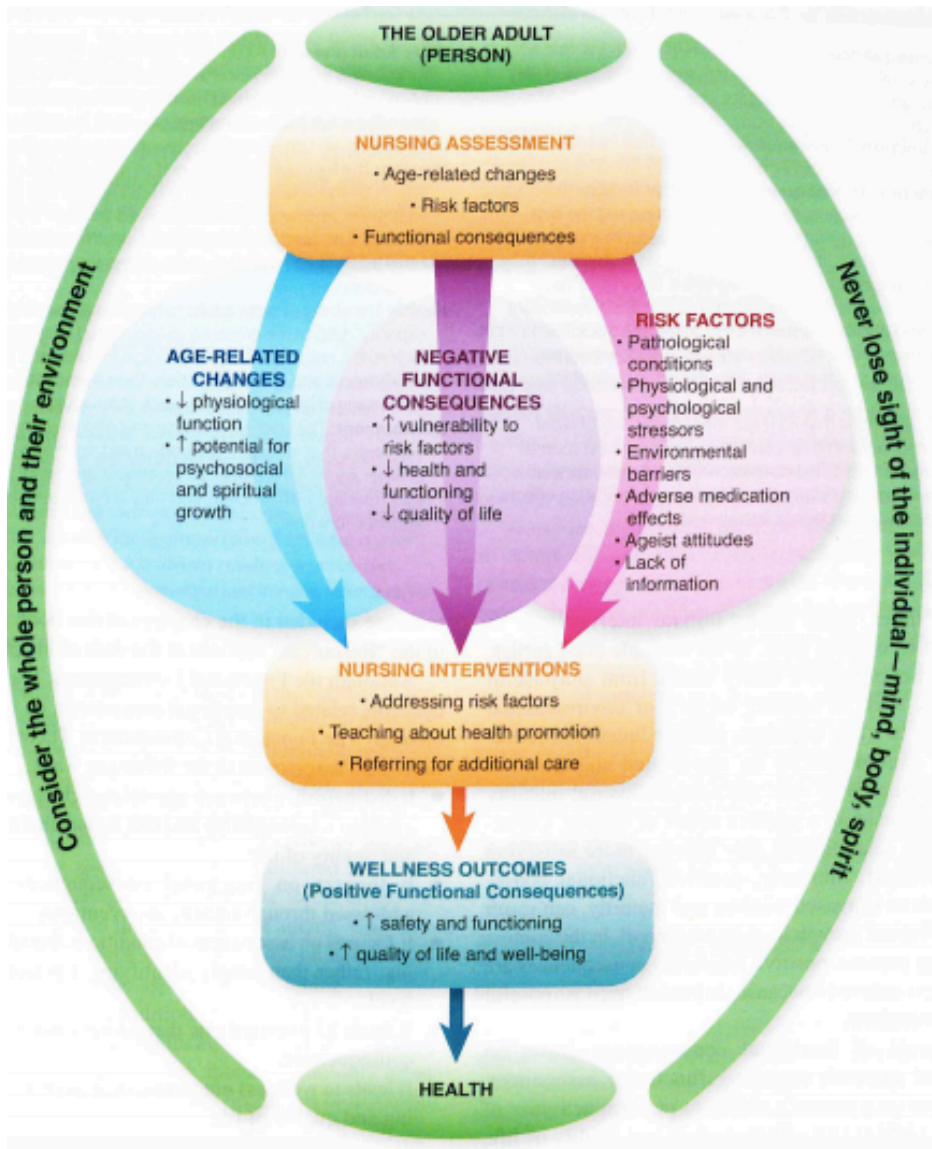 THE OLDER ADULT
(PERSON)
NURSING ASSESSMENT
• Age-related changes
• Risk factors
• Functional consequences
AGE-RELATED
CHANGES
• ↓ physiological
function
• ↑ potential for
psychosocial
and spiritual
growth
NEGATIVE
FUNCTIONAL
CONSEQUENCES
• ↑ vulnerability to
risk factors
• ↓ health and
functioning
• ↓ quality of life
RISK FACTORS
• Pathological
conditions
• Physiological and
psychological
stressors
• Environmental
barriers
• Adverse medication
effects
• Ageist attitudes
• Lack of
information
Consider the whole person and their environment
Never lose sight of the individual—mind, body, spirit
NURSING INTERVENTIONS
• Addressing risk factors
• Teaching about health promotion
• Referring for additional care
WELLNESS OUTCOMES
(Positive Functional Consequences)
• ↑ safety and functioning
• ↑ quality of life and well-being
HEALTH